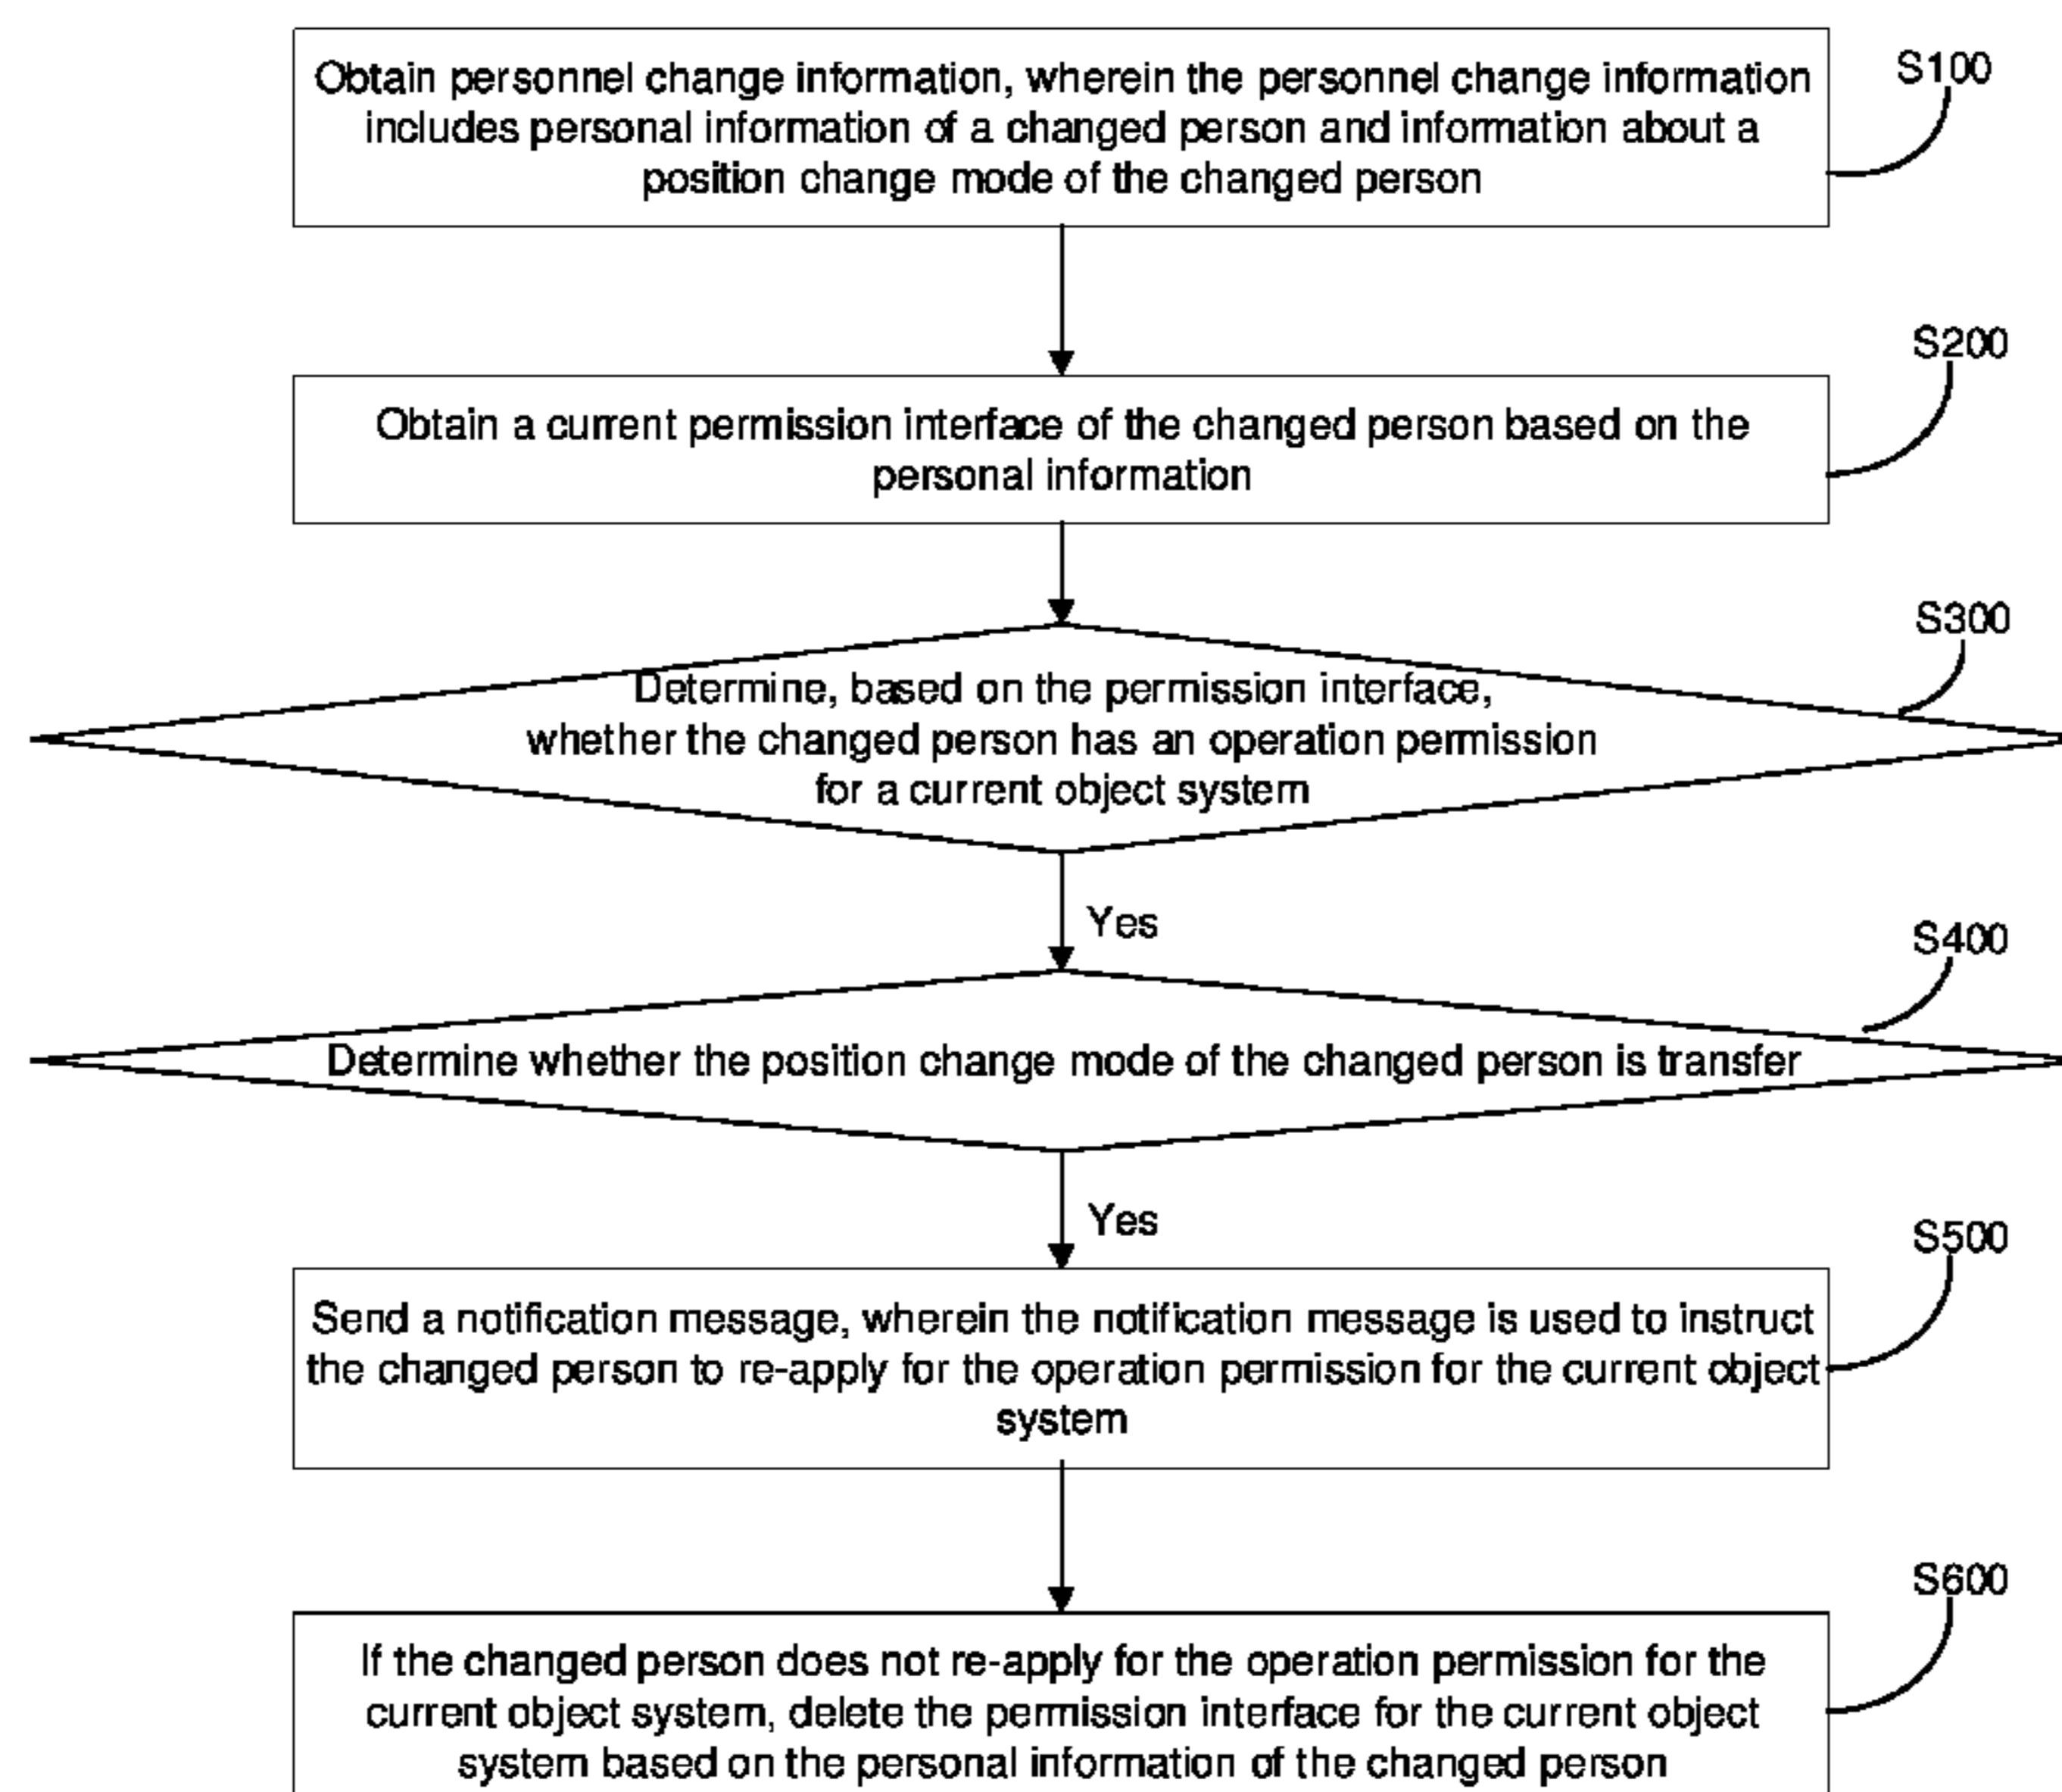 Obtain personnel change information, wherein the personnel change information
includes personal information of a changed person and information about a
position change mode of the changed person
S100
Obtain a current permission interface of the changed person based on the
personal information
S200
Determine, based on the permission interface,
whether the changed person has an operation permission
for a current object system
S300
Yes
Determine whether the position change mode of the changed person is transfer
S400
Yes
Send a notification message, wherein the notification message is used to instruct
the changed person to re-apply for the operation permission for the current object
system
S500
If the changed person does not re-apply for the operation permission for the
current object system, delete the permission interface for the current object
system based on the personal information of the changed person
S600